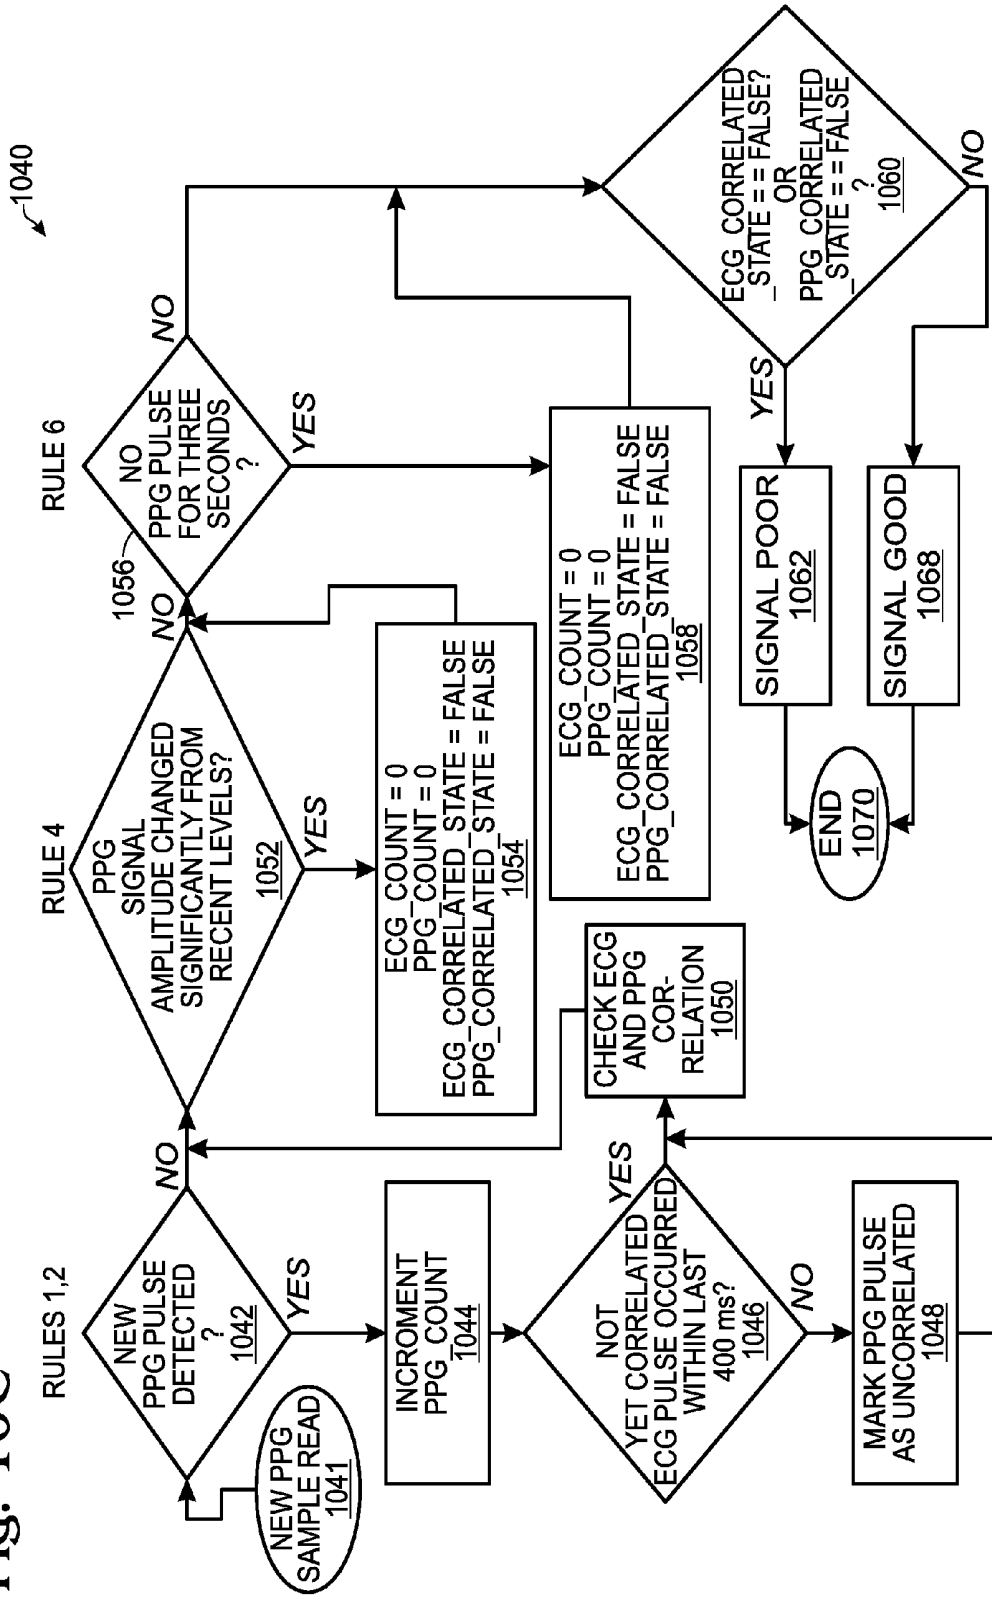 Fig. 10C
1040
RULES 1,2
NEW
PPG PULSE
DETECTED
?
1042
NO
YES
NEW PPG
SAMPLE READ
1041
INCROMENT
PPG_COUNT
1044
NOT
YET CORRELATED
ECG PULSE OCCURRED
WITHIN LAST
400 ms?
1046
YES
NO
MARK PPG PULSE
AS UNCORRELATED
1048
CHECK ECG
AND PPG
COR-
RELATION
1050
RULE 4
PPG
SIGNAL
AMPLITUDE CHANGED
SIGNIFICANTLY FROM
RECENT LEVELS?
1052
NO
YES
ECG_COUNT = 0
PPG_COUNT = 0
ECG_CORRELATED_STATE = FALSE
PPG_CORRELATED_STATE = FALSE
1054
RULE 6
1056
NO
PPG PULSE
FOR THREE
SECONDS
?
NO
YES
ECG_COUNT = 0
PPG_COUNT = 0
ECG_CORRELATED_STATE = FALSE
PPG_CORRELATED_STATE = FALSE
1058
ECG_CORRELATED
_STATE = = FALSE?
OR
PPG_CORRELATED
_STATE = = FALSE
?
1060
YES
NO
SIGNAL POOR
1062
SIGNAL GOOD
1068
END
1070